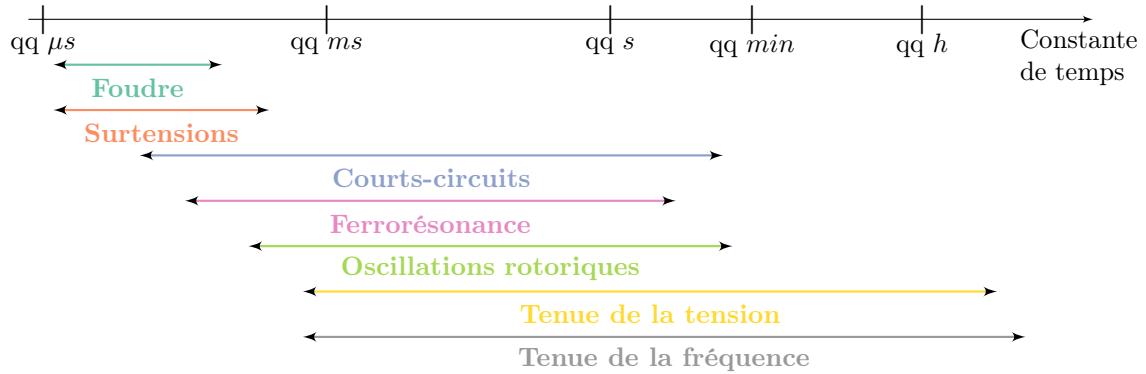 qq μs qq ms qq s qq min qq h
Constante
de temps
Foudre
Surtensions
Courts-circuits
Ferrorésonance
Oscillations rotoriques
Tenue de la tension
Tenue de la fréquence